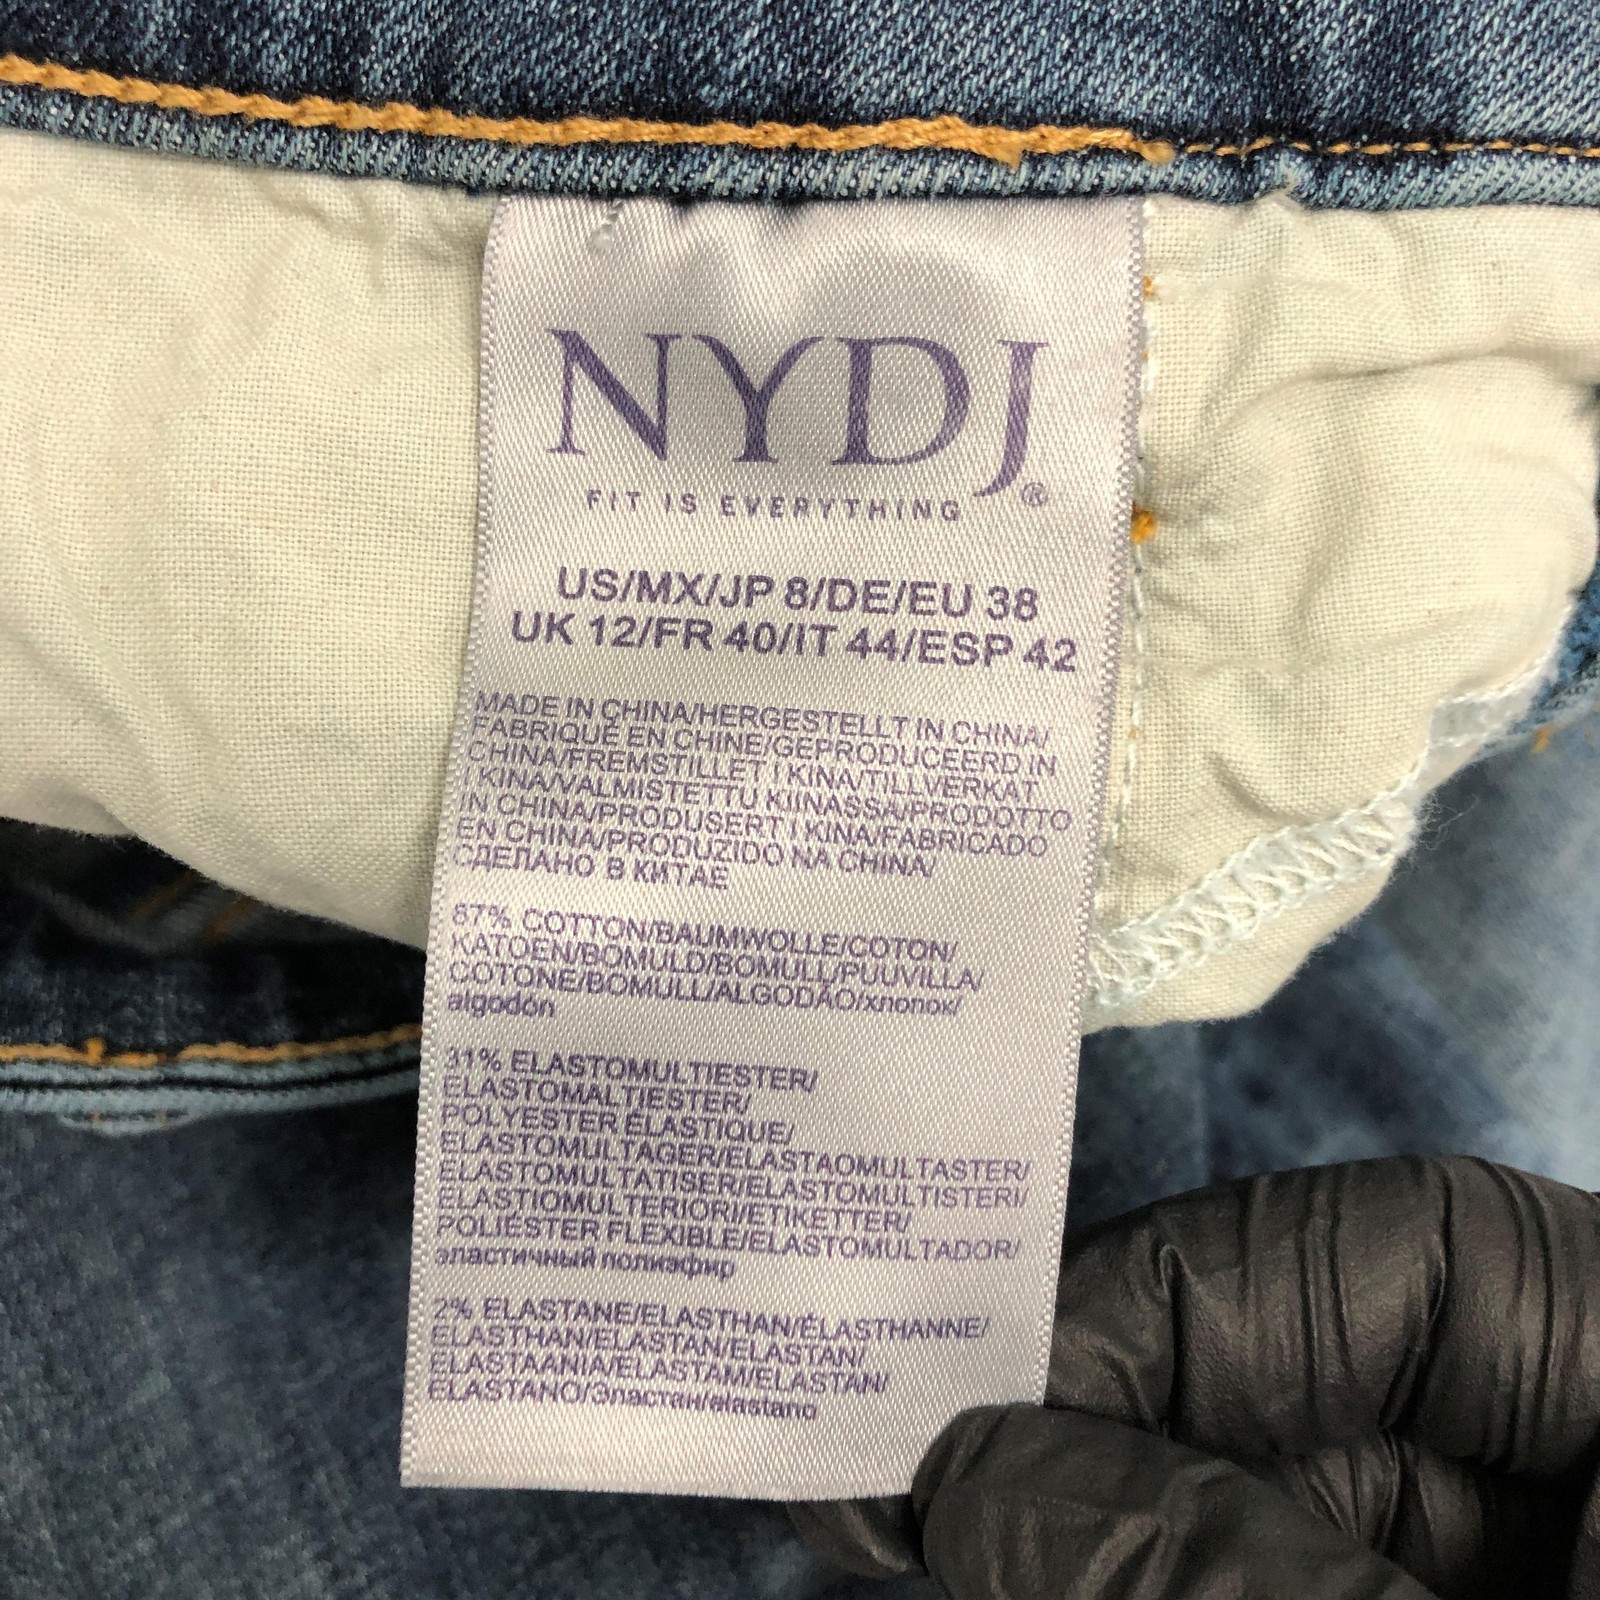 NYDJ®
FIT IS EVERYTHING
US/MX/JP 8/DE/EU 38
UK 12/FR 40/IT 44/ESP 42
MADE IN CHINA/HERGESTELLT IN CHINA/
FABRIQUÉ EN CHINE/GEPRODUCEERD IN
CHINA/FREMSTILLET I KINA/TILLVERKAT
I KINA/VALMISTETTU KIINASSA/PRODOTTO
IN CHINA/PRODUSERT I KINA/FABRICADO
EN CHINA/PRODUZIDO NA CHINA/
СДЕЛАНО В КИТАЕ
67% COTTON/BAUMWOLLE/COTON/
KATOEN/BOMULD/BOMULL/PUUVILLA/
COTONE/BOMULL/ALGODÃO/хлопок/
algodón
31% ELASTOMULTIESTER/
ELASTOMALTIESTER/
POLYESTER ÉLASTIQUE/
ELASTOMULTAGER/ELASTAOMULTASTER/
ELASTOMULTATISER/ELASTOMULTISTERI/
ELASTIOMULTERIORI/ETIKETTER/
POLIÉSTER FLEXIBLE/ELASTOMULTADOR/
эластичный полиэфир
2% ELASTANE/ELASTHAN/ÉLASTHANNE/
ELASTHAN/ELASTAN/ELASTAN/
ELASTAANIA/ELASTAM/ELASTAN/
ELASTANO/Эластан/elastano